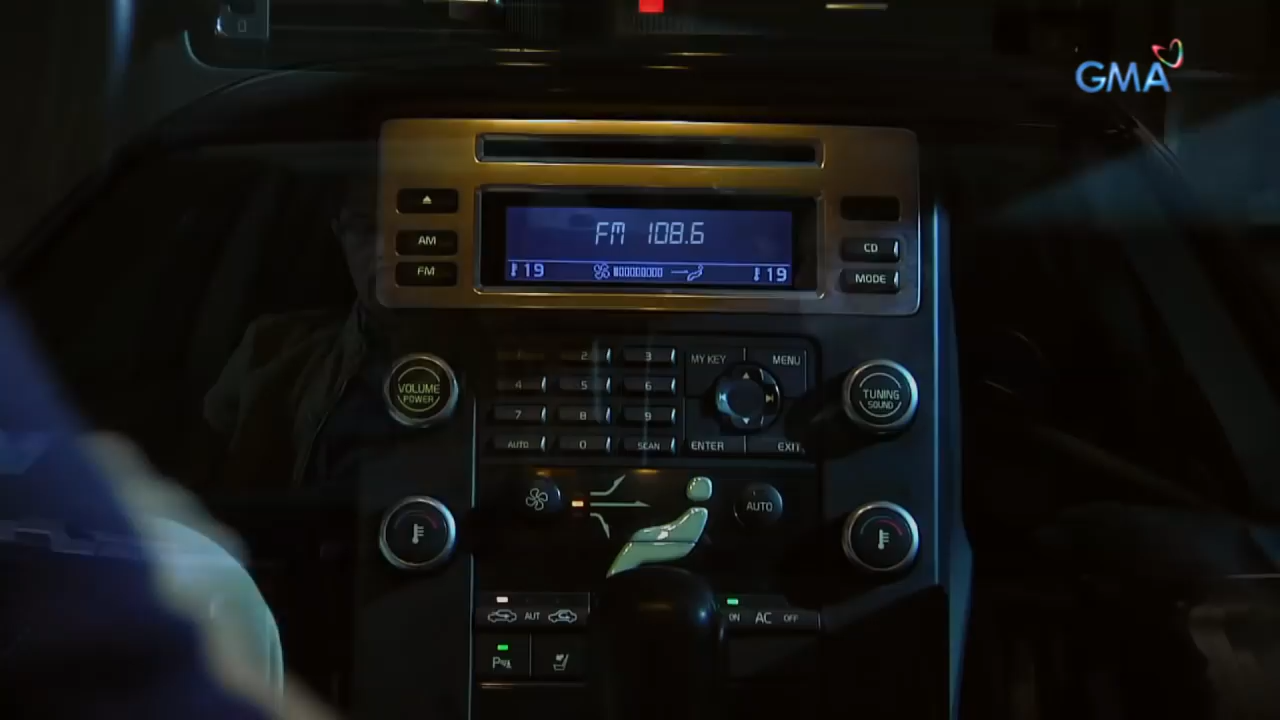 GMA
FM 108.6
19
19
AM
FM
CD
MODE
VOLUME
POWER
2 3
4 5 6
7 8 9
AUTO 0 SCAN
MY KEY MENU
ENTER EXIT
TUNING
SOUND
AUTO
AUT
ON AC OFF